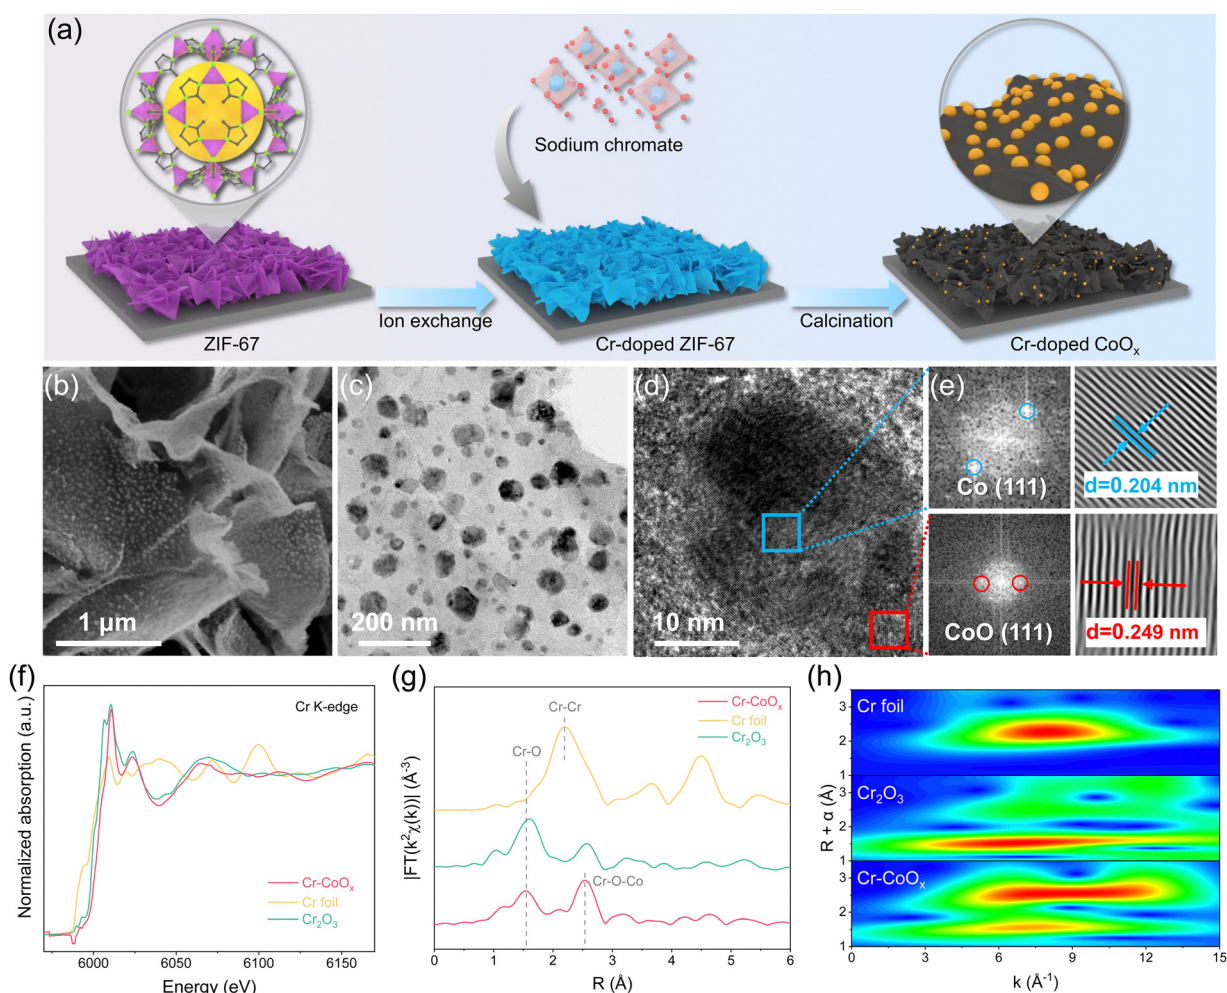 (a)
Sodium chromate
Ion exchange
Calcination
ZIF-67
Cr-doped ZIF-67
Cr-doped CoOₓ
(b)
1 µm
(c)
200 nm
(d)
10 nm
(e)
Co (111)
d=0.204 nm
CoO (111)
d=0.249 nm
(f)
Cr K-edge
Normalized absorption (a.u.)
Cr-CoOₓ
Cr foil
Cr₂O₃
6000 6050 6100 6150
Energy (eV)
(g)
Cr-Cr
Cr-O
Cr-CoOₓ
Cr foil
Cr₂O₃
|FT(k²χ(k))| (Å⁻³)
Cr-O-Co
0 1 2 3 4 5 6
R (Å)
(h)
Cr foil
3
2
1
Cr₂O₃
3
2
1
Cr-CoOₓ
3
2
1
R + α (Å)
0 3 6 9 12 15
k (Å⁻¹)